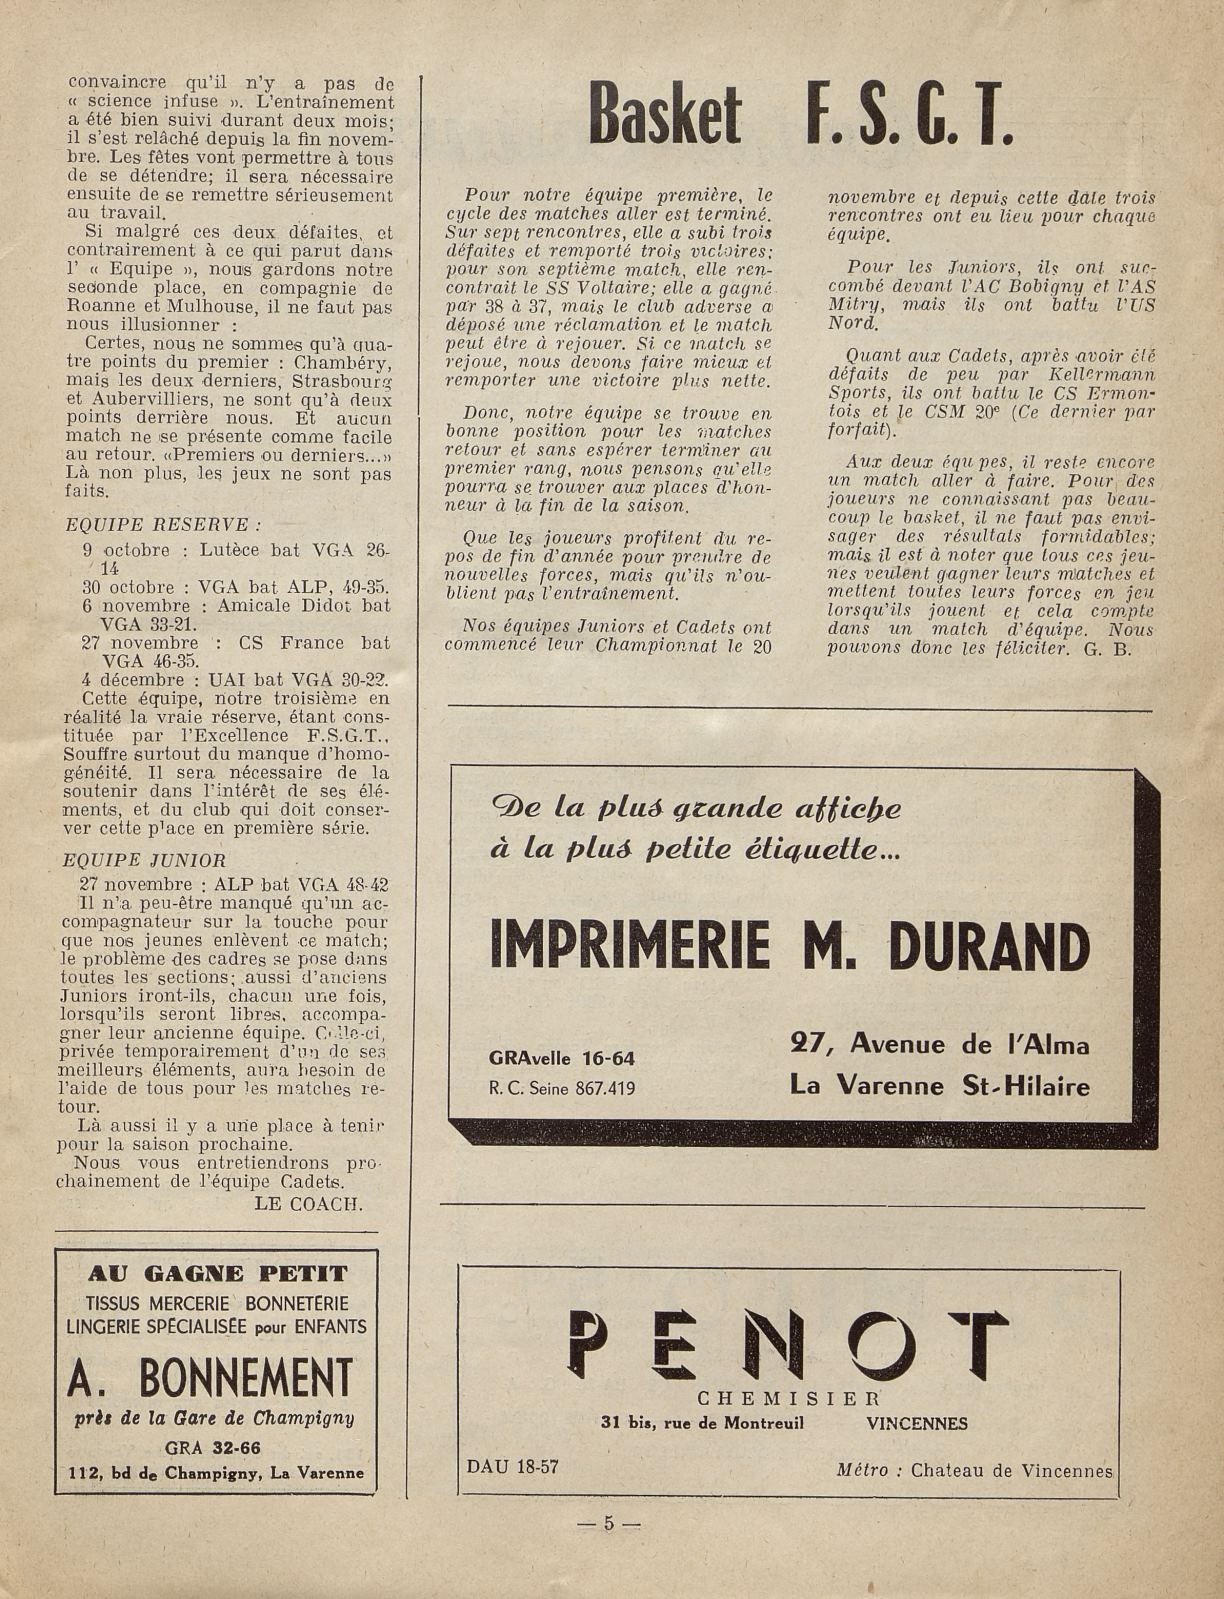 convaincre qu'il n'y a pas de
« science infuse ». L'entraînement
a été bien suivi durant deux mois;
il s'est relâché depuis la fin novem-
bre. Les fêtes vont permettre à tous
de se détendre; il sera nécessaire
ensuite de se remettre sérieusement
au travail.
Si malgré ces deux défaites, et
contrairement à ce qui parut dans
l' « Equipe », nous gardons notre
seconde place, en compagnie de
Roanne et Mulhouse, il ne faut pas
nous illusionner :
Certes, nous ne sommes qu'à qua-
tre points du premier : Chambéry,
mais les deux derniers, Strasbourg
et Aubervilliers, ne sont qu'à deux
points derrière nous. Et aucun
match ne se présente comme facile
au retour. «Premiers ou derniers...»
Là non plus, les jeux ne sont pas
faits.
EQUIPE RESERVE :
9 octobre : Lutèce bat VGA 26-
14
30 octobre : VGA bat ALP, 49-35.
6 novembre : Amicale Didot bat
VGA 33-21.
27 novembre : CS France bat
VGA 46-35.
4 décembre : UAI bat VGA 30-22.
Cette équipe, notre troisième en
réalité la vraie réserve, étant cons-
tituée par l'Excellence F.S.G.T.,
Souffre surtout du manque d'homo-
généité. Il sera nécessaire de la
soutenir dans l'intérêt de ses élé-
ments, et du club qui doit conser-
ver cette place en première série.
EQUIPE JUNIOR
27 novembre : ALP bat VGA 48-42
Il n'a peu-être manqué qu'un ac-
compagnateur sur la touche pour
que nos jeunes enlèvent ce match;
le problème des cadres se pose dans
toutes les sections; aussi d'anciens
Juniors iront-ils, chacun une fois,
lorsqu'ils seront libres, accompa-
gner leur ancienne équipe. Celle-ci,
privée temporairement d'un de ses
meilleurs éléments, aura besoin de
l'aide de tous pour les matches re-
tour.
Là aussi il y a une place à tenir
pour la saison prochaine.
Nous vous entretiendrons pro-
chainement de l'équipe Cadets.
LE COACH.
AU GAGNE PETIT
TISSUS MERCERIE BONNETERIE
LINGERIE SPÉCIALISÉE pour ENFANTS
A. BONNEMENT
près de la Gare de Champigny
GRA 32-66
112, bd de Champigny, La Varenne
Basket F. S. G. T.
Pour notre équipe première, le
cycle des matches aller est terminé.
Sur sept rencontres, elle a subi trois
défaites et remporté trois victoires;
pour son septième match, elle ren-
contrait le SS Voltaire; elle a gagné
par 38 à 37, mais le club adverse a
déposé une réclamation et le match
peut être à rejouer. Si ce match se
rejoue, nous devons faire mieux et
remporter une victoire plus nette.
Donc, notre équipe se trouve en
bonne position pour les matches
retour et sans espérer terminer au
premier rang, nous pensons qu'elle
pourra se trouver aux places d'hon-
neur à la fin de la saison.
Que les joueurs profitent du re-
pos de fin d'année pour prendre de
nouvelles forces, mais qu'ils n'ou-
blient pas l'entraînement.
Nos équipes Juniors et Cadets ont
commencé leur Championnat le 20
novembre et depuis cette date trois
rencontres ont eu lieu pour chaque
équipe.
Pour les Juniors, ils ont suc-
combé devant l'AC Bobigny et l'AS
Mitry, mais ils ont battu l'US
Nord.
Quant aux Cadets, après avoir été
défaits de peu par Kellermann
Sports, ils ont battu le CS Ermon-
tois et le CSM 20e (Ce dernier par
forfait).
Aux deux équ pes, il reste encore
un match aller à faire. Pour des
joueurs ne connaissant pas beau-
coup le basket, il ne faut pas envi-
sager des résultats formidables;
mais il est à noter que tous ces jeu-
nes veulent gagner leurs matches et
mettent toutes leurs forces en jeu
lorsqu'ils jouent et cela compte
dans un match d'équipe. Nous
pouvons donc les féliciter. G. B.
De la plus grande affiche
à la plus petite étiquette...
IMPRIMERIE M. DURAND
GRAvelle 16-64
R. C. Seine 867.419
27, Avenue de l'Alma
La Varenne St-Hilaire
PENOT
CHEMISIER
31 bis, rue de Montreuil VINCENNES
DAU 18-57
Métro : Chateau de Vincennes
— 5 —